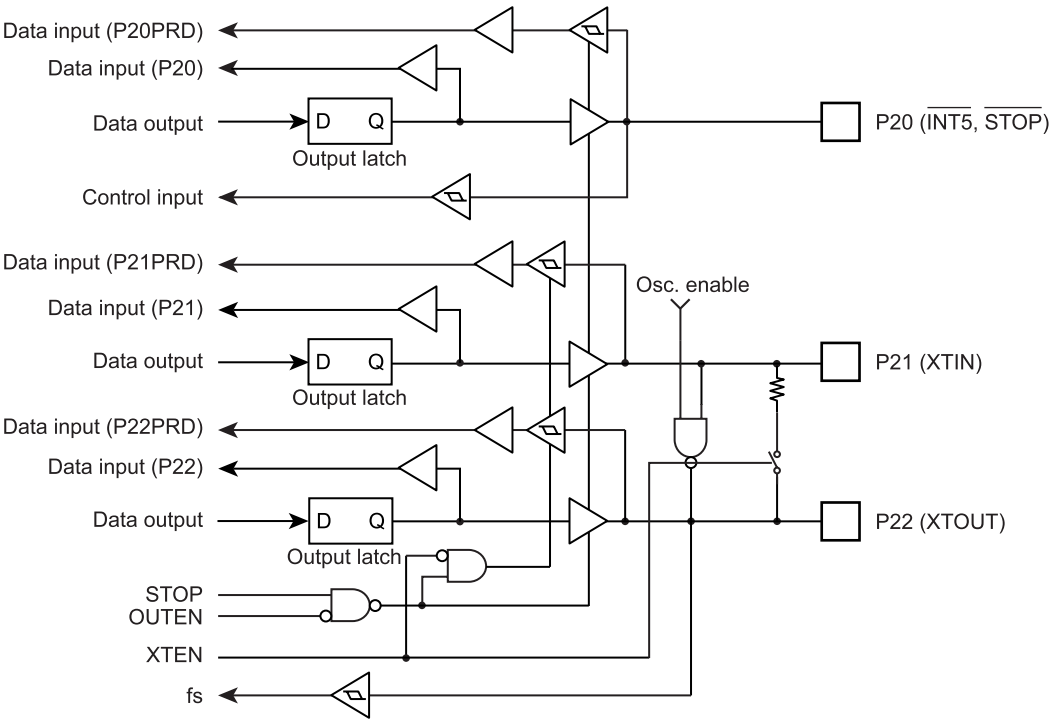 Data input (P20PRD)
Data input (P20)
Data output
D Q
Output latch
P20 (INT5, STOP)
Control input
Data input (P21PRD)
Osc. enable
Data input (P21)
Data output
D Q
Output latch
P21 (XTIN)
Data input (P22PRD)
Data input (P22)
Data output
D Q
Output latch
P22 (XTOUT)
STOP
OUTEN
XTEN
fs